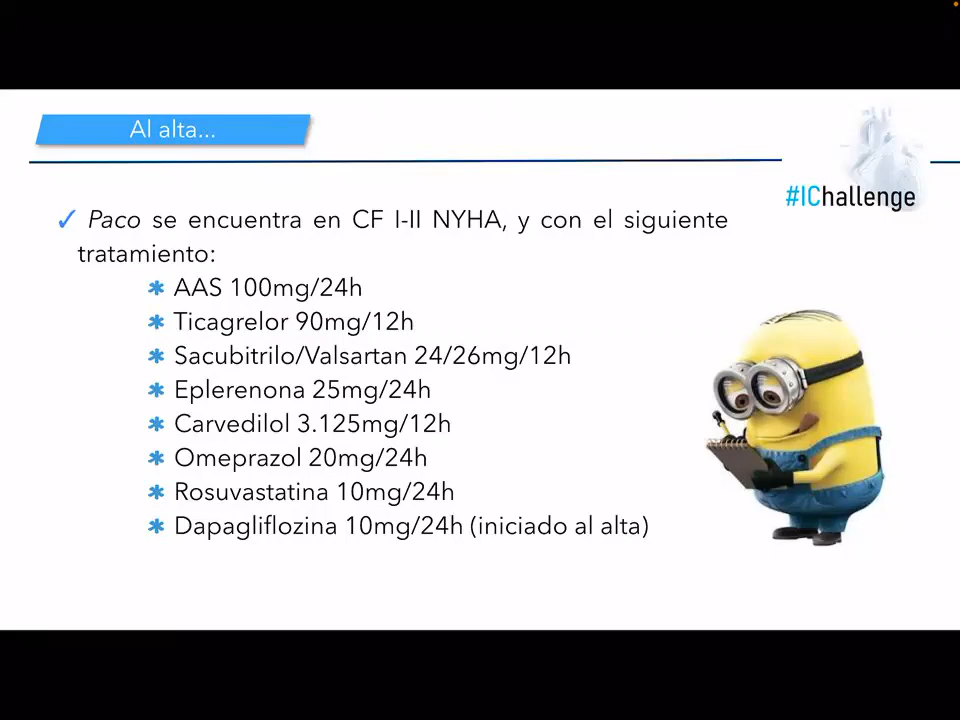 Al alta...
#IChallenge
✓ Paco se encuentra en CF I-II NYHA, y con el siguiente
tratamiento:
✱ AAS 100mg/24h
✱ Ticagrelor 90mg/12h
✱ Sacubitrilo/Valsartan 24/26mg/12h
✱ Eplerenona 25mg/24h
✱ Carvedilol 3.125mg/12h
✱ Omeprazol 20mg/24h
✱ Rosuvastatina 10mg/24h
✱ Dapagliflozina 10mg/24h (iniciado al alta)